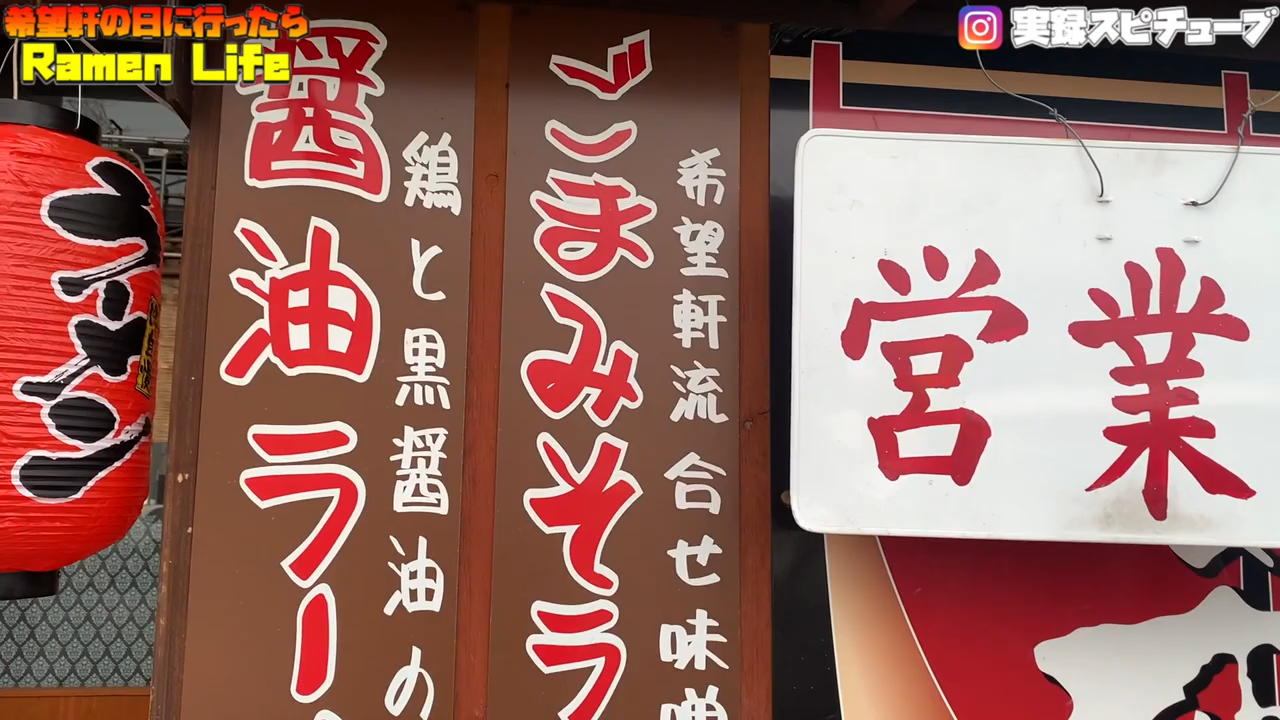 希望軒の日に行ったら
Ramen Life
実録スピチューブ
ラーメン
醤油ラー
鶏と黒醤油の
ごまみそラ
希望軒流 合せ味噌
営業